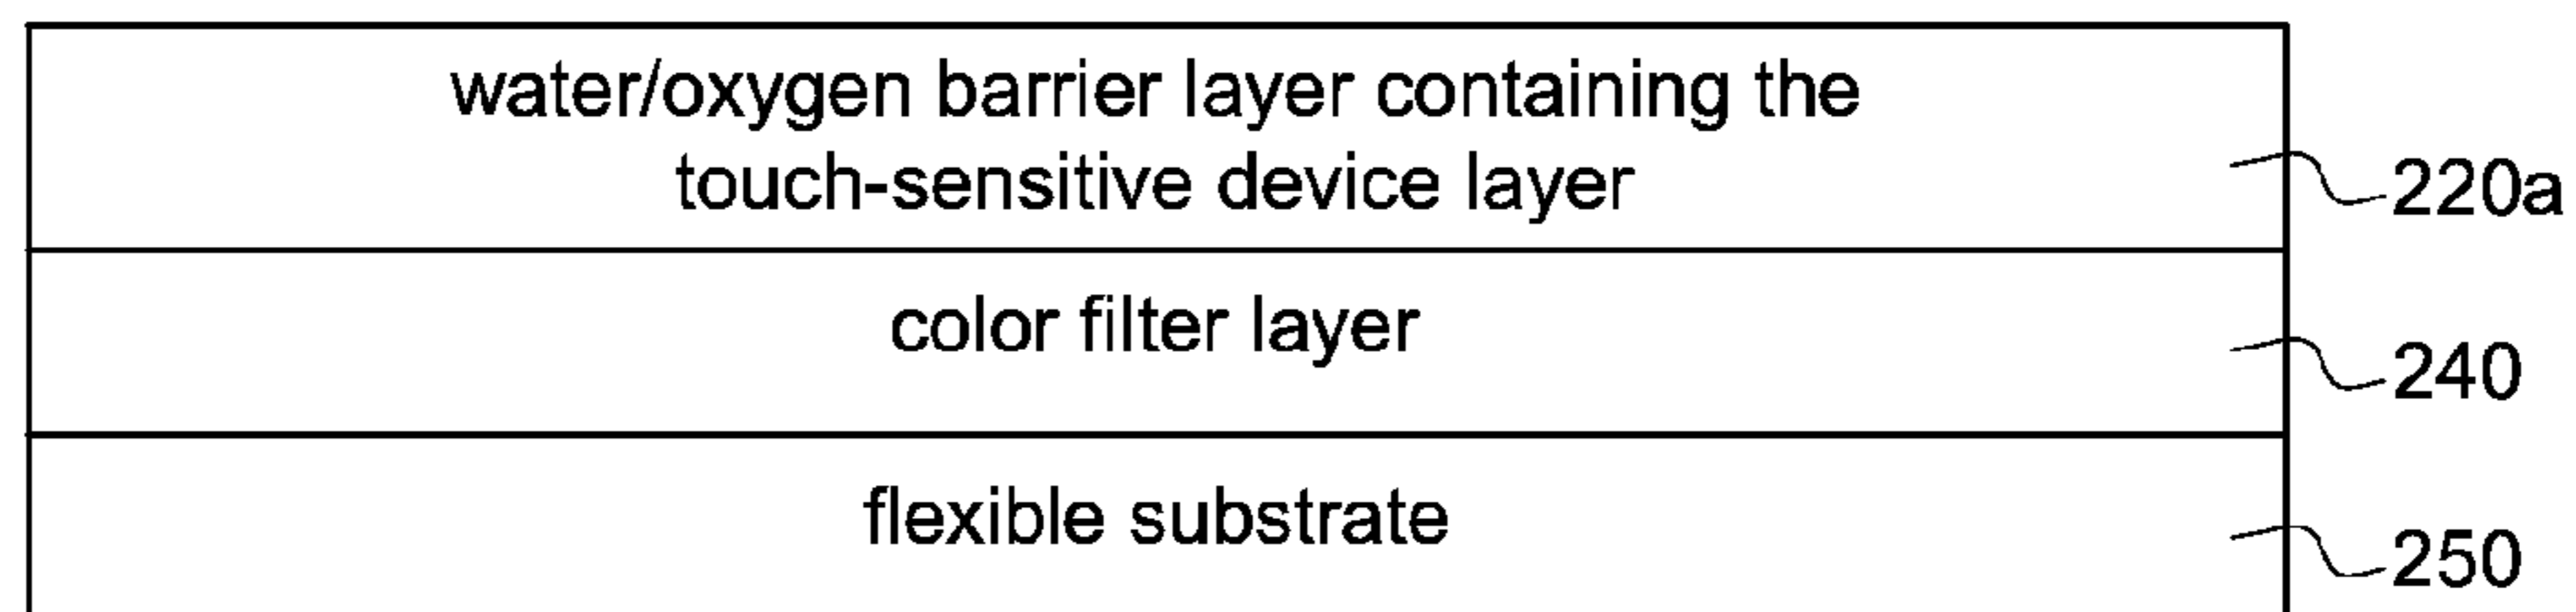 water/oxygen barrier layer containing the
touch-sensitive device layer
220a
color filter layer
240
flexible substrate
250